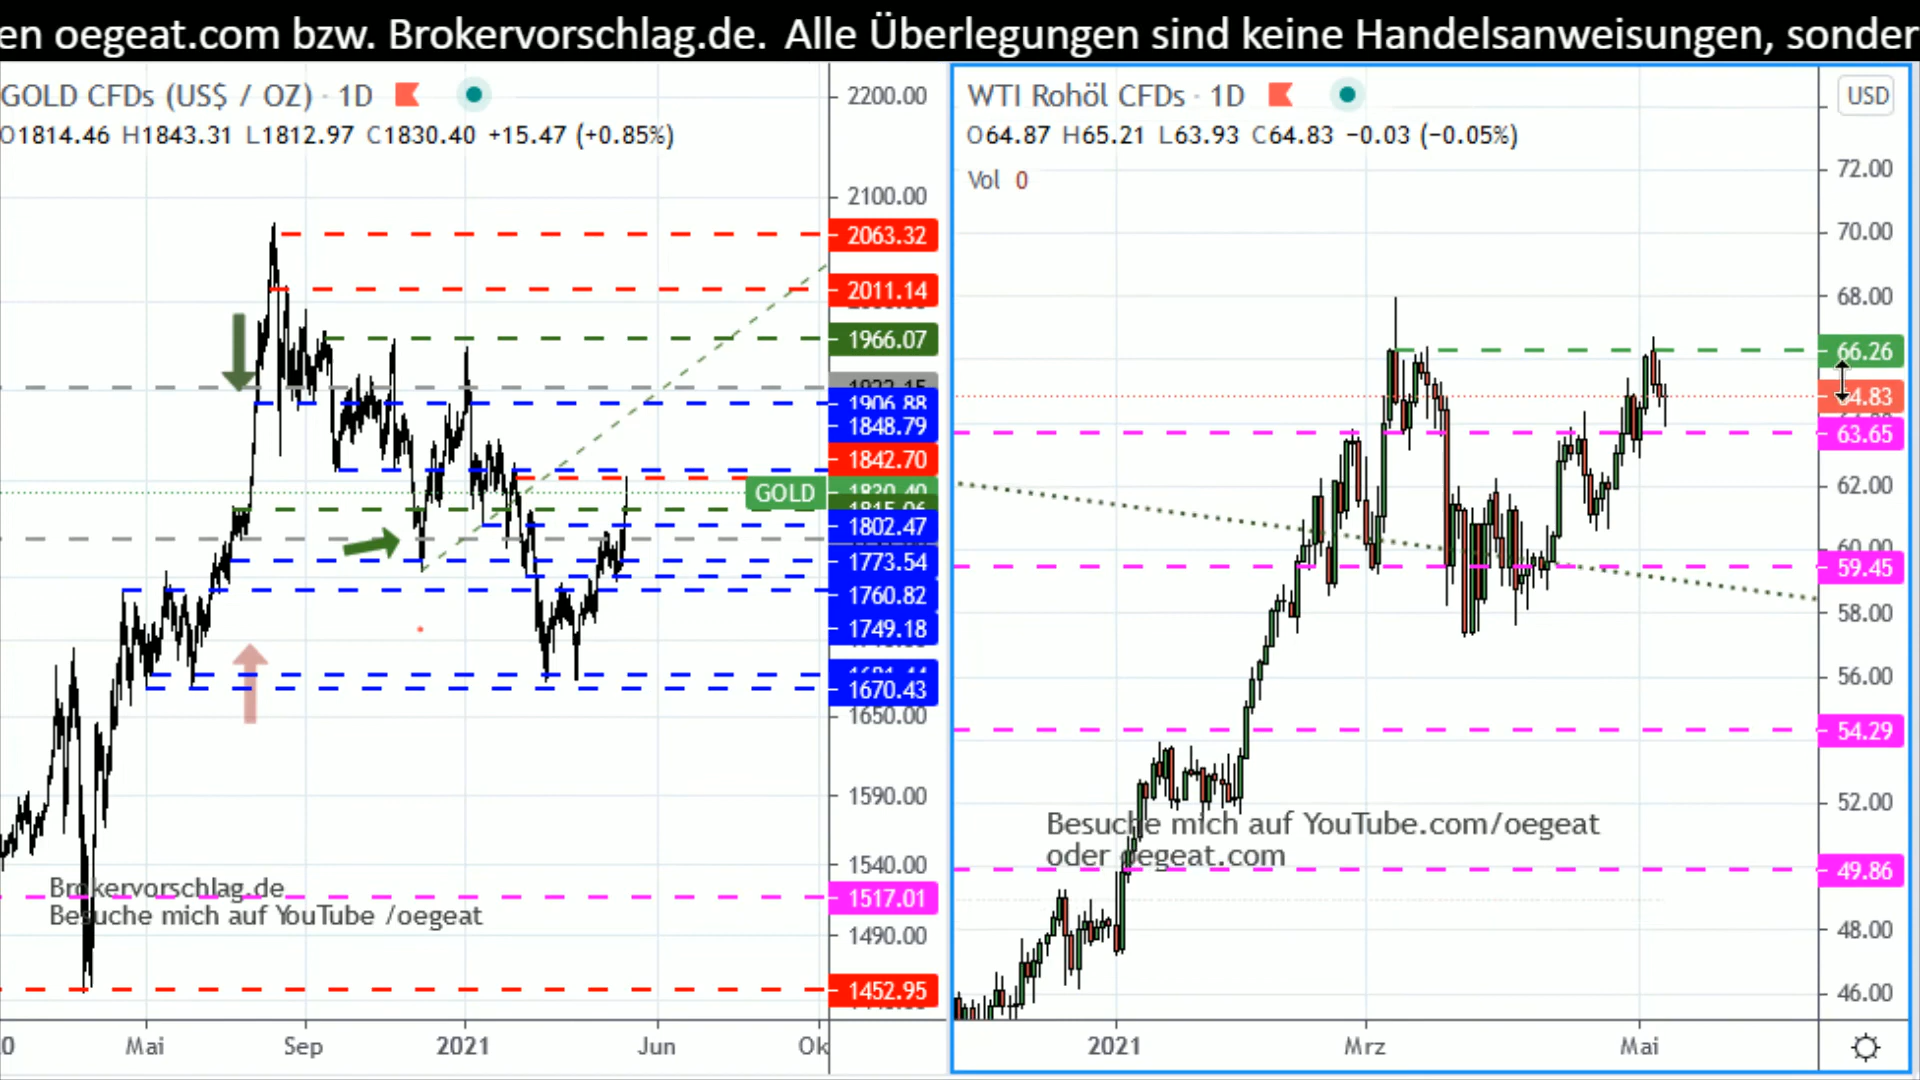 en oegeat.com bzw. Brokervorschlag.de. Alle Überlegungen sind keine Handelsanweisungen, sonder
GOLD CFDs (US$ / OZ) · 1D
O1814.46 H1843.31 L1812.97 C1830.40 +15.47 (+0.85%)
2200.00
2100.00
2063.32
2011.14
1966.07
1906.88
1848.79
1842.70
GOLD
1802.47
1773.54
1760.82
1749.18
1670.43
1650.00
1590.00
1540.00
1517.01
1490.00
1452.95
Brokervorschlag.de
Besuche mich auf YouTube /oegeat
0 Mai Sep 2021 Jun Ok
WTI Rohöl CFDs · 1D
USD
O64.87 H65.21 L63.93 C64.83 −0.03 (−0.05%)
Vol 0
72.00
70.00
68.00
66.26
64.83
63.65
62.00
60.00
59.45
58.00
56.00
54.29
52.00
49.86
48.00
46.00
Besuche mich auf YouTube.com/oegeat
oder oegeat.com
2021 Mrz Mai